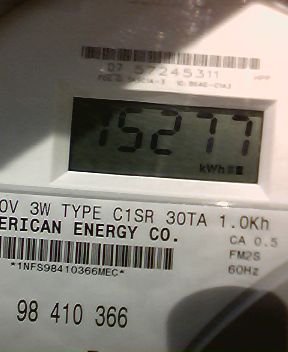 07 57245311
15277
kWh
0V 3W TYPE C1SR 30TA 1.0Kh
ERICAN ENERGY CO.
CA 0.5
*1NFS98410366MEC*
FM2S
60Hz
98 410 366